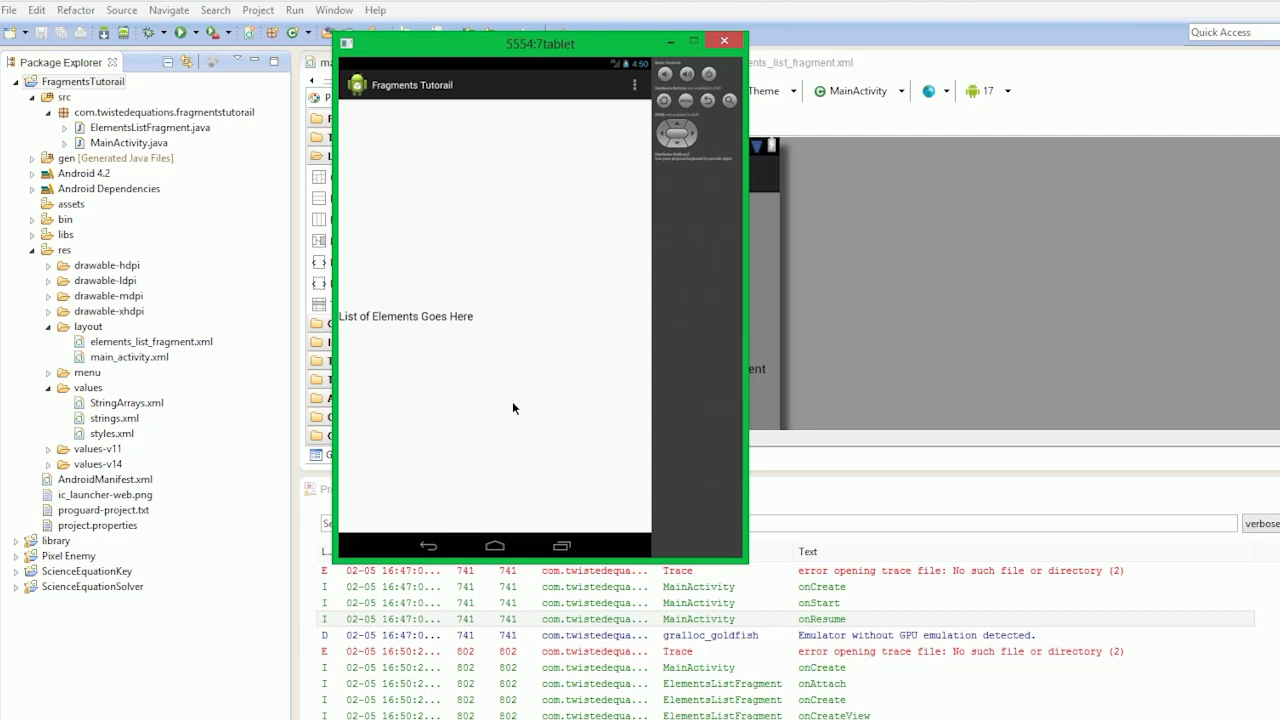 File Edit Refactor Source Navigate Search Project Run Window Help
Quick Access
Package Explorer
FragmentsTutorail
src
com.twistedequations.fragmentstutorail
ElementsListFragment.java
MainActivity.java
gen [Generated Java Files]
Android 4.2
Android Dependencies
assets
bin
libs
res
drawable-hdpi
drawable-ldpi
drawable-mdpi
drawable-xhdpi
layout
elements_list_fragment.xml
main_activity.xml
menu
values
StringArrays.xml
strings.xml
styles.xml
values-v11
values-v14
AndroidManifest.xml
ic_launcher-web.png
proguard-project.txt
project.properties
library
Pixel Enemy
ScienceEquationKey
ScienceEquationSolver
5554:7tablet
4:50
Fragments Tutorail
List of Elements Goes Here
ents_list_fragment.xml
Theme MainActivity 17
ent
verbose
L... Text
E 02-05 16:47:0... 741 741 com.twistedequa... Trace error opening trace file: No such file or directory (2)
I 02-05 16:47:0... 741 741 com.twistedequa... MainActivity onCreate
I 02-05 16:47:0... 741 741 com.twistedequa... MainActivity onStart
I 02-05 16:47:0... 741 741 com.twistedequa... MainActivity onResume
D 02-05 16:47:0... 741 741 com.twistedequa... gralloc_goldfish Emulator without GPU emulation detected.
E 02-05 16:50:2... 802 802 com.twistedequa... Trace error opening trace file: No such file or directory (2)
I 02-05 16:50:2... 802 802 com.twistedequa... MainActivity onCreate
I 02-05 16:50:2... 802 802 com.twistedequa... ElementsListFragment onAttach
I 02-05 16:50:2... 802 802 com.twistedequa... ElementsListFragment onCreate
I 02-05 16:50:2... 802 802 com.twistedequa... ElementsListFragment onCreateView